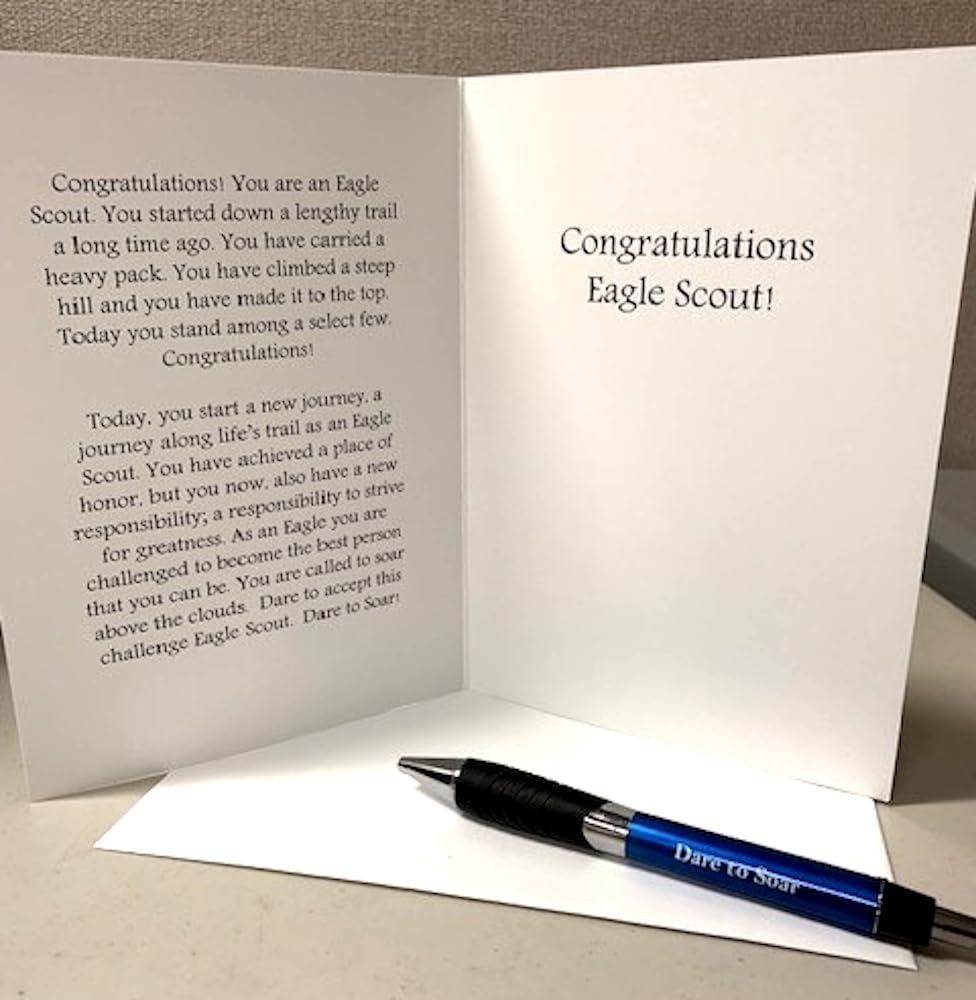 Congratulations! You are an Eagle
Scout. You started down a lengthy trail
a long time ago. You have carried a
heavy pack. You have climbed a steep
hill and you have made it to the top.
Today you stand among a select few.
Congratulations!
Today, you start a new journey, a
journey along life's trail as an Eagle
Scout. You have achieved a place of
honor, but you now, also have a new
responsibility; a responsibility to strive
for greatness. As an Eagle you are
challenged to become the best person
that you can be. You are called to soar
above the clouds. Dare to accept this
challenge Eagle Scout. Dare to Soar!
Congratulations
Eagle Scout!
Dare to Soar